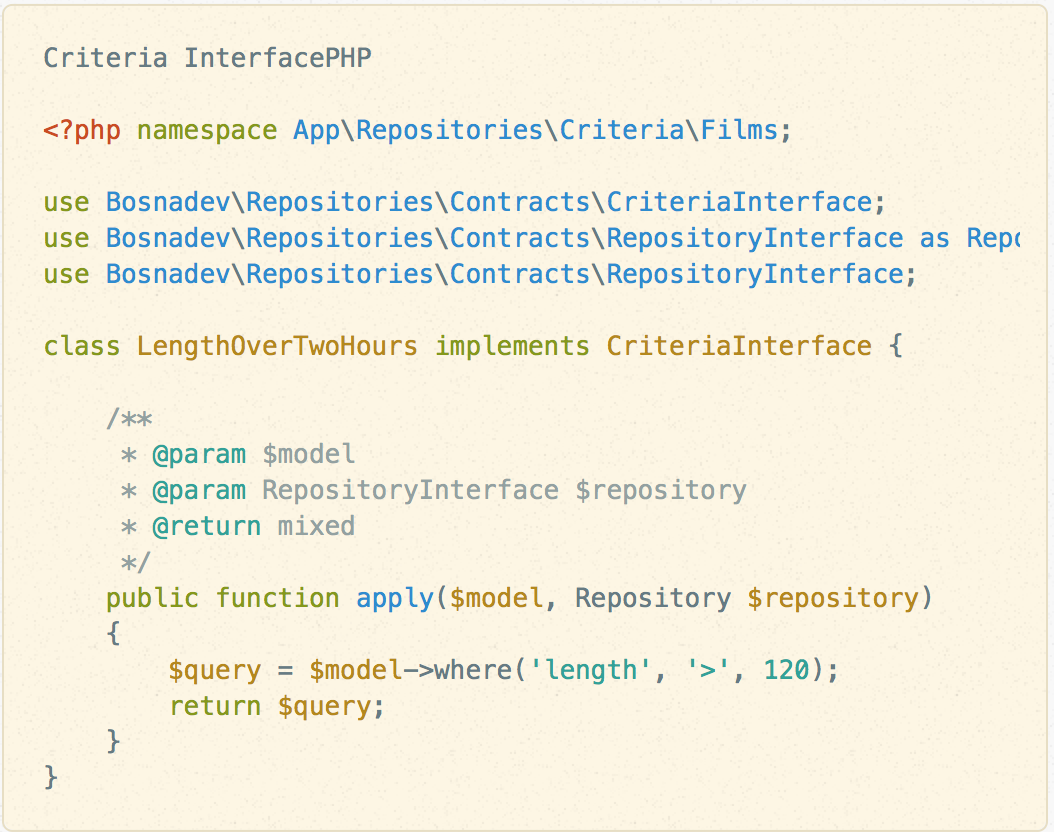 Criteria InterfacePHP
<?php namespace App\Repositories\Criteria\Films;
use Bosnadev\Repositories\Contracts\CriteriaInterface;
use Bosnadev\Repositories\Contracts\RepositoryInterface as
use Bosnadev\Repositories\Contracts\RepositoryInterface;
class LengthOverTwoHours implements CriteriaInterface {
/**
* @param $model
* @param RepositoryInterface $repository
* @return mixed
*/
public function apply($model, Repository $repository)
{
$query = $model->where('length', '>', 120);
return $query;
}
}